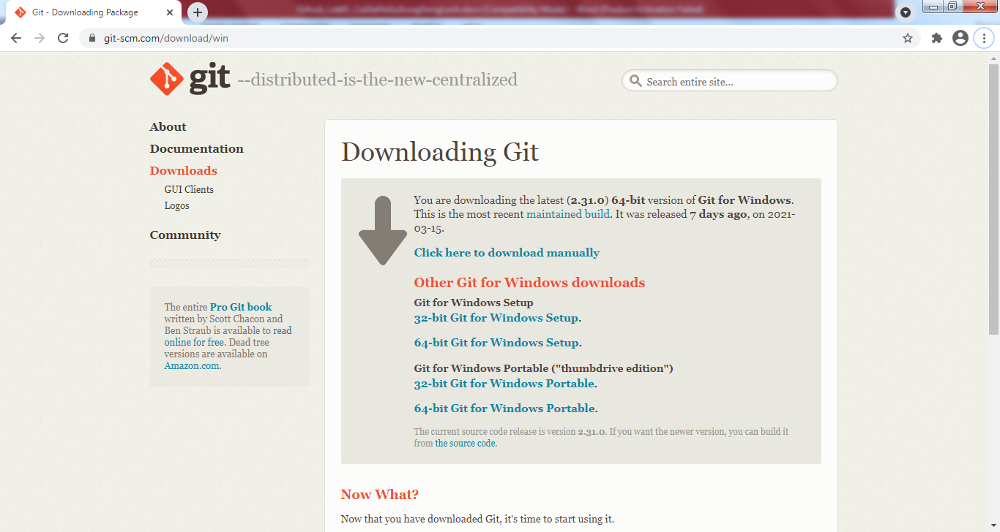 Git - Downloading Package
git-scm.com/download/win
git --distributed-is-the-new-centralized
Search entire site...
About
Documentation
Downloads
GUI Clients
Logos
Community
The entire Pro Git book
written by Scott Chacon and
Ben Straub is available to read
online for free. Dead tree
versions are available on
Amazon.com.
Downloading Git
You are downloading the latest (2.31.0) 64-bit version of Git for Windows.
This is the most recent maintained build. It was released 7 days ago, on 2021-
03-15.
Click here to download manually
Other Git for Windows downloads
Git for Windows Setup
32-bit Git for Windows Setup.
64-bit Git for Windows Setup.
Git for Windows Portable ("thumbdrive edition")
32-bit Git for Windows Portable.
64-bit Git for Windows Portable.
The current source code release is version 2.31.0. If you want the newer version, you can build it
from the source code.
Now What?
Now that you have downloaded Git, it's time to start using it.